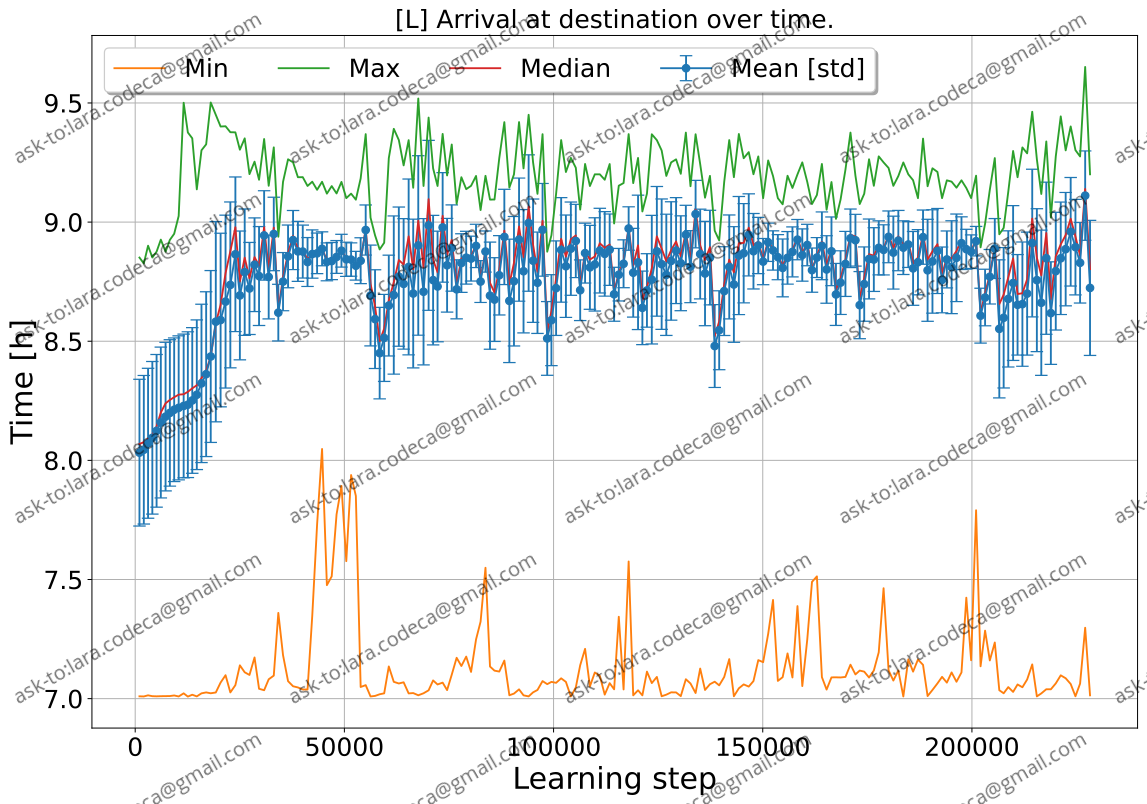 [L] Arrival at destination over time.
Min Max Median Mean [std]
9.5
9.0
8.5
8.0
7.5
7.0
Time [h]
0 50000 100000 150000 200000
Learning step
ask-to:lara.codeca@gmail.com